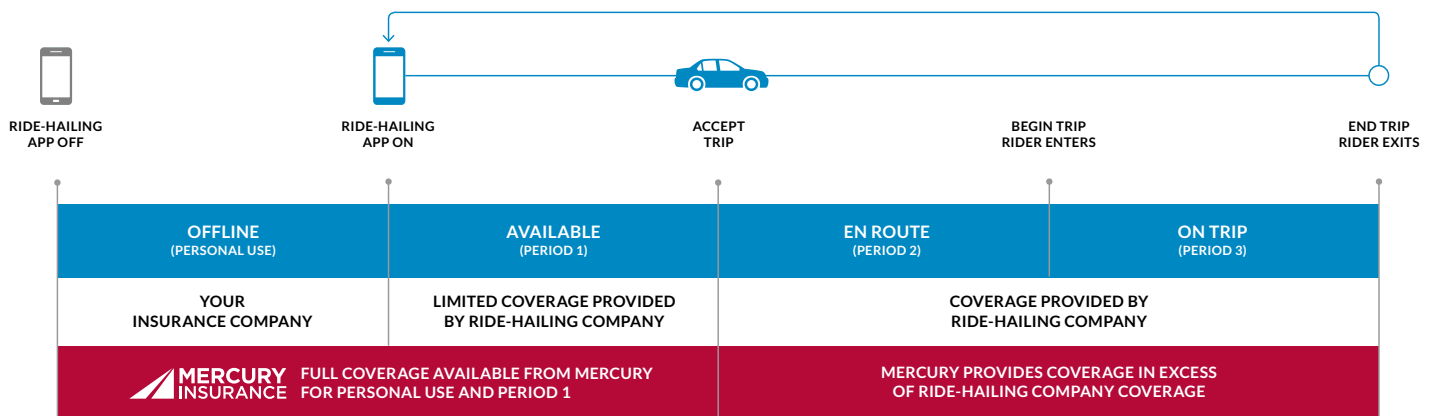 RIDE-HAILING
APP OFF
RIDE-HAILING
APP ON
ACCEPT
TRIP
BEGIN TRIP
RIDER ENTERS
END TRIP
RIDER EXITS
OFFLINE
(PERSONAL USE)
AVAILABLE
(PERIOD 1)
EN ROUTE
(PERIOD 2)
ON TRIP
(PERIOD 3)
YOUR
INSURANCE COMPANY
LIMITED COVERAGE PROVIDED
BY RIDE-HAILING COMPANY
COVERAGE PROVIDED BY
RIDE-HAILING COMPANY
MERCURY
INSURANCE
FULL COVERAGE AVAILABLE FROM MERCURY
FOR PERSONAL USE AND PERIOD 1
MERCURY PROVIDES COVERAGE IN EXCESS
OF RIDE-HAILING COMPANY COVERAGE